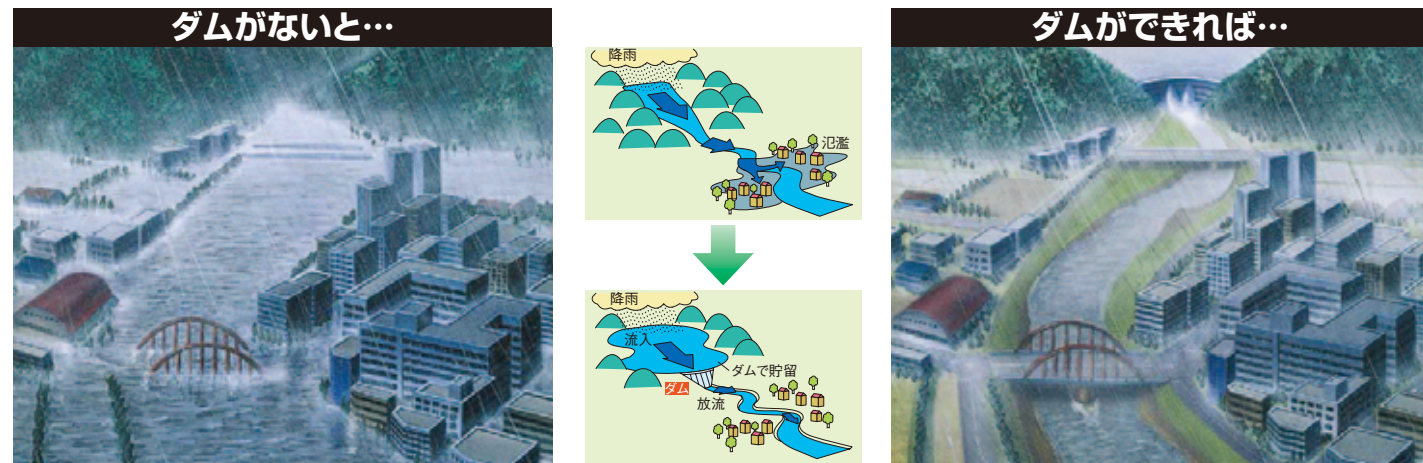 ダムがないと…
降雨
氾濫
降雨
流入
ダムで貯留
ダム
放流
ダムができれば…